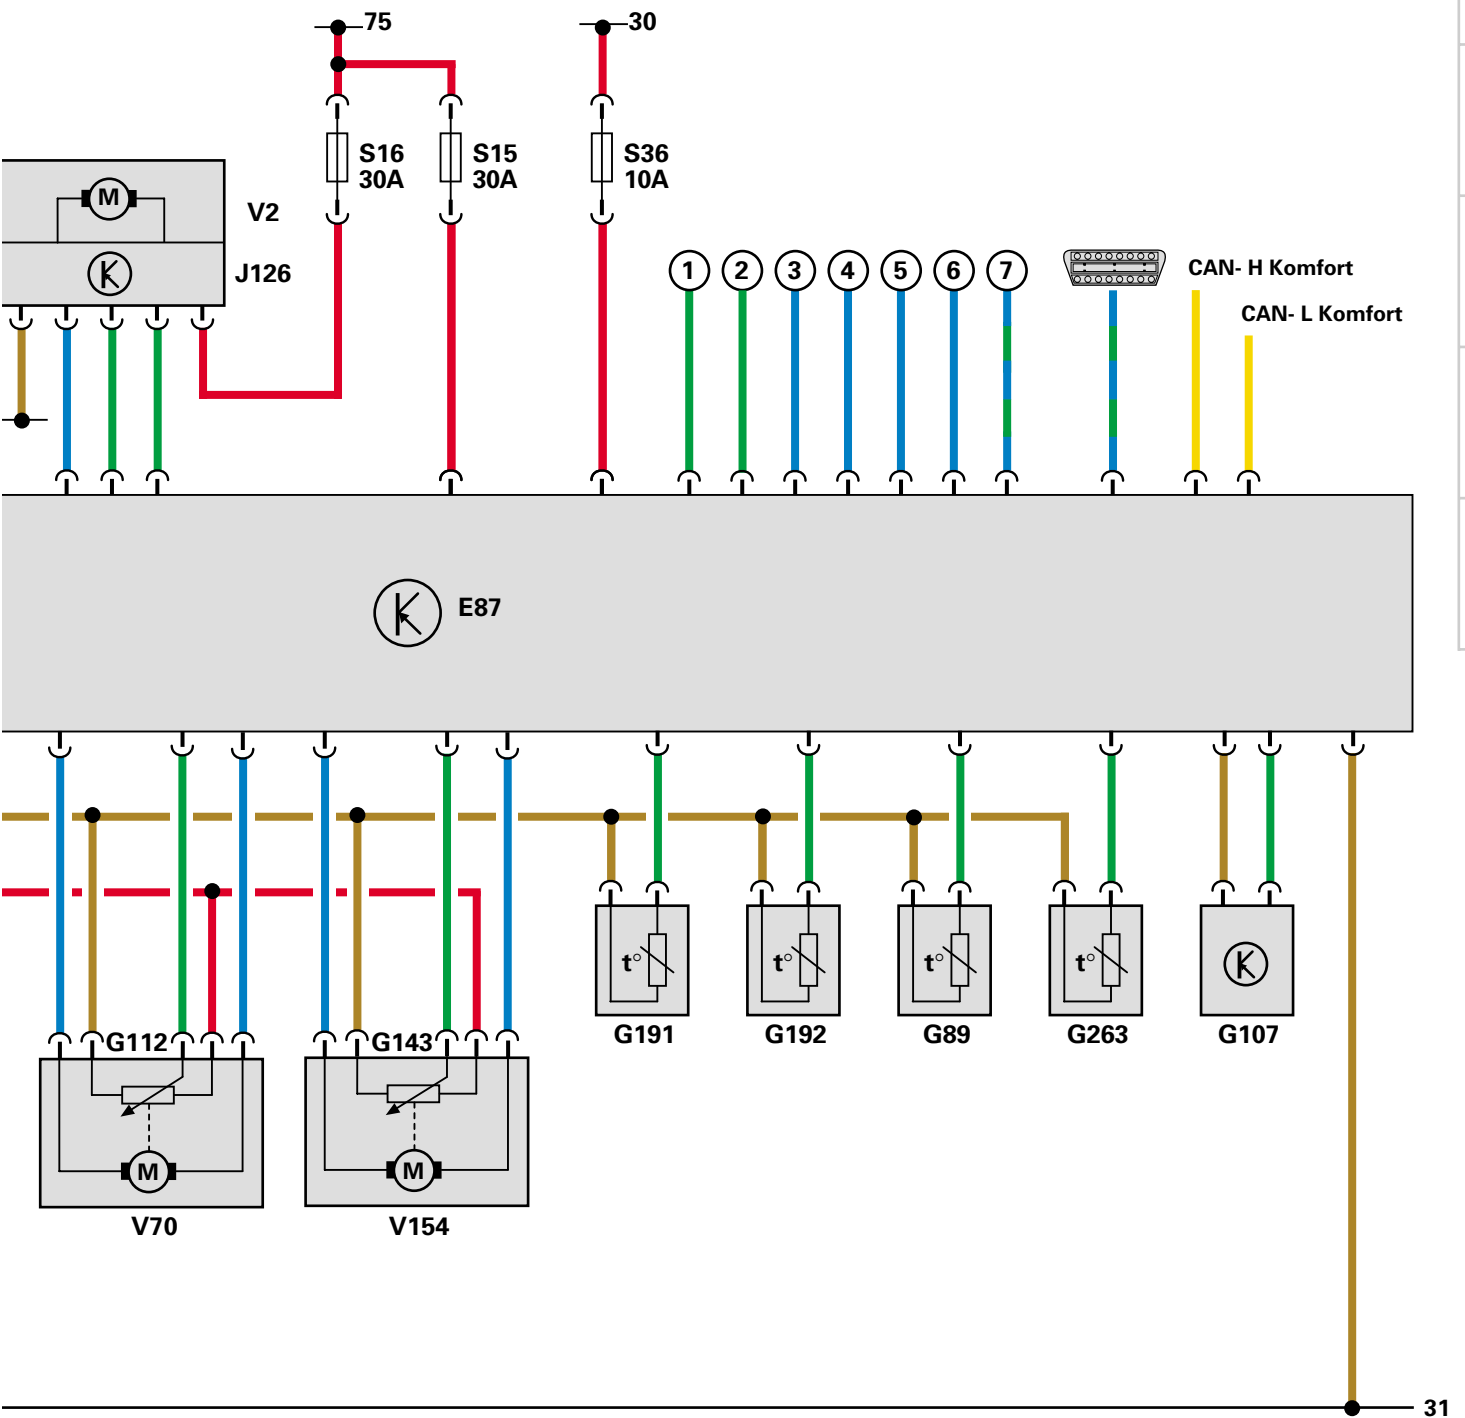 75
30
S16
30A
S15
30A
S36
10A
M
V2
J126
1
2
3
4
5
6
7
CAN- H Komfort
CAN- L Komfort
E87
t°
t°
t°
t°
G191
G192
G89
G263
G107
G112
G143
M
M
V70
V154
31